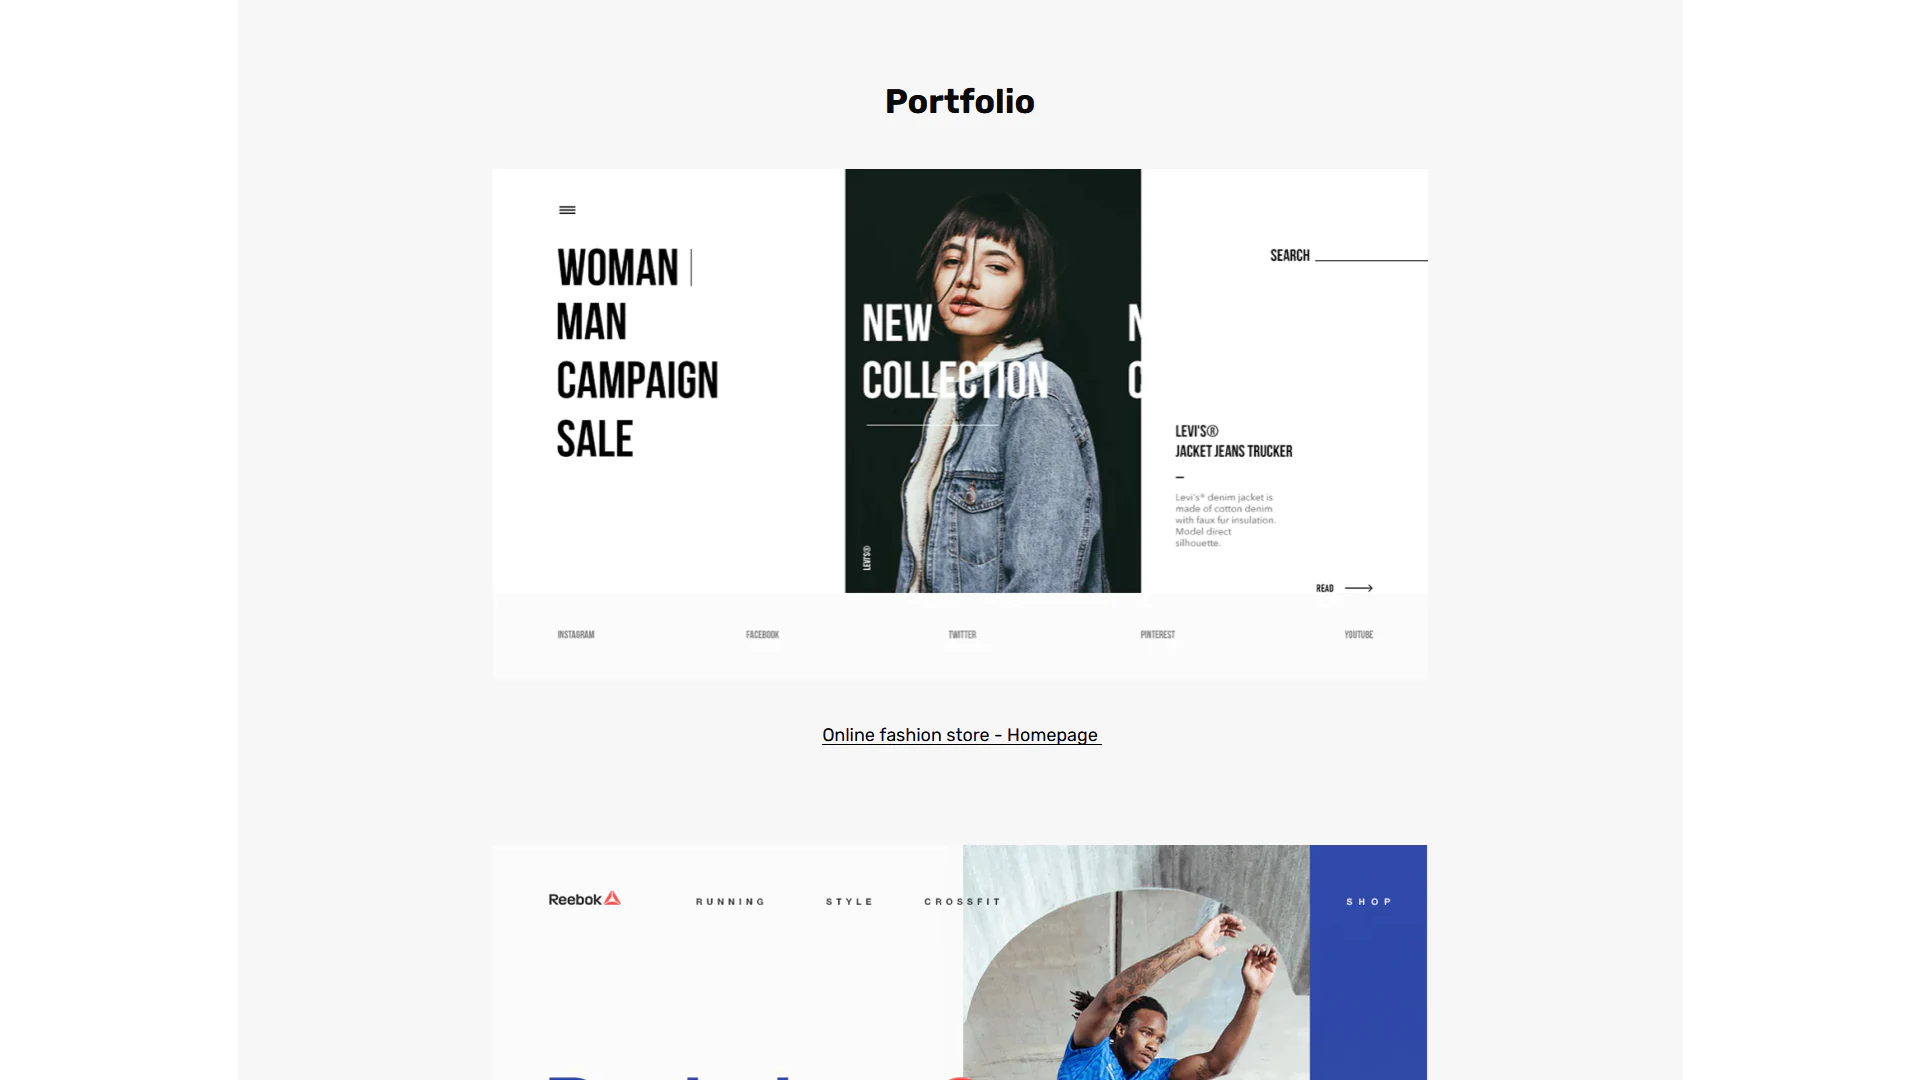 Portfolio
WOMAN
MAN
CAMPAIGN
SALE
NEW
COLLECTION
LEVI'S®
SEARCH
LEVI'S®
JACKET JEANS TRUCKER
Levi's® denim jacket is
made of cotton denim
with faux fur insulation.
Model direct
silhouette.
READ
INSTAGRAM
FACEBOOK
TWITTER
PINTEREST
YOUTUBE
Online fashion store - Homepage
Reebok
RUNNING
STYLE
CROSSFIT
SHOP